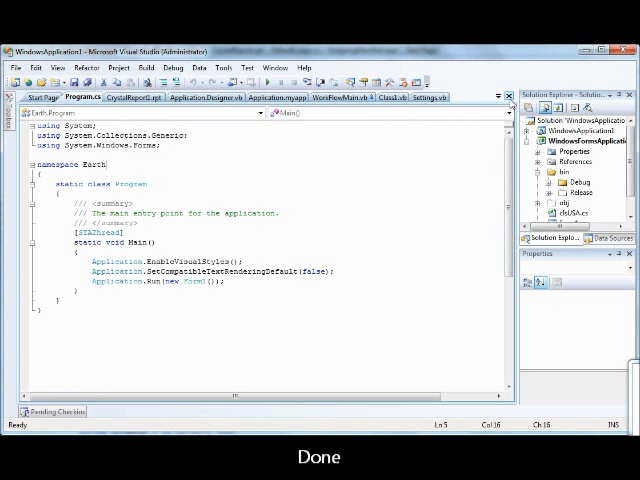 WindowsApplication1 - Microsoft Visual Studio (Administrator)
File Edit View Refactor Project Build Debug Data Tools Test Window Help
Start Page Program.cs CrystalReport1.rpt Application.Designer.vb Application.myapp WorkFlowMain.vb Class1.vb Settings.vb
Earth.Program Main()
using System;
using System.Collections.Generic;
using System.Windows.Forms;
namespace Earth
{
static class Program
{
/// <summary>
/// The main entry point for the application.
/// </summary>
[STAThread]
static void Main()
{
Application.EnableVisualStyles();
Application.SetCompatibleTextRenderingDefault(false);
Application.Run(new Form1());
}
}
}
Toolbox
Solution Explorer - Solution
Solution 'WindowsApplication
WindowsApplication1
WindowsFormsApplicati
Properties
References
bin
Debug
Release
obj
clsUSA.cs
Solution Explo... Data Sources
Properties
Pending Checkins
Ready Ln 5 Col 16 Ch 16 INS
Done